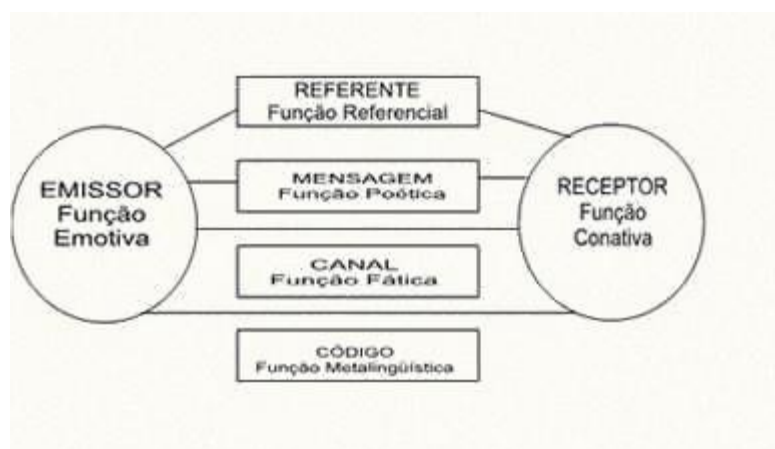 REFERENTE
Função Referencial
MENSAGEM
Função Poética
EMISSOR
Função
Emotiva
RECEPTOR
Função
Conativa
CANAL
Função Fática
CÓDIGO
Função Metalingüística